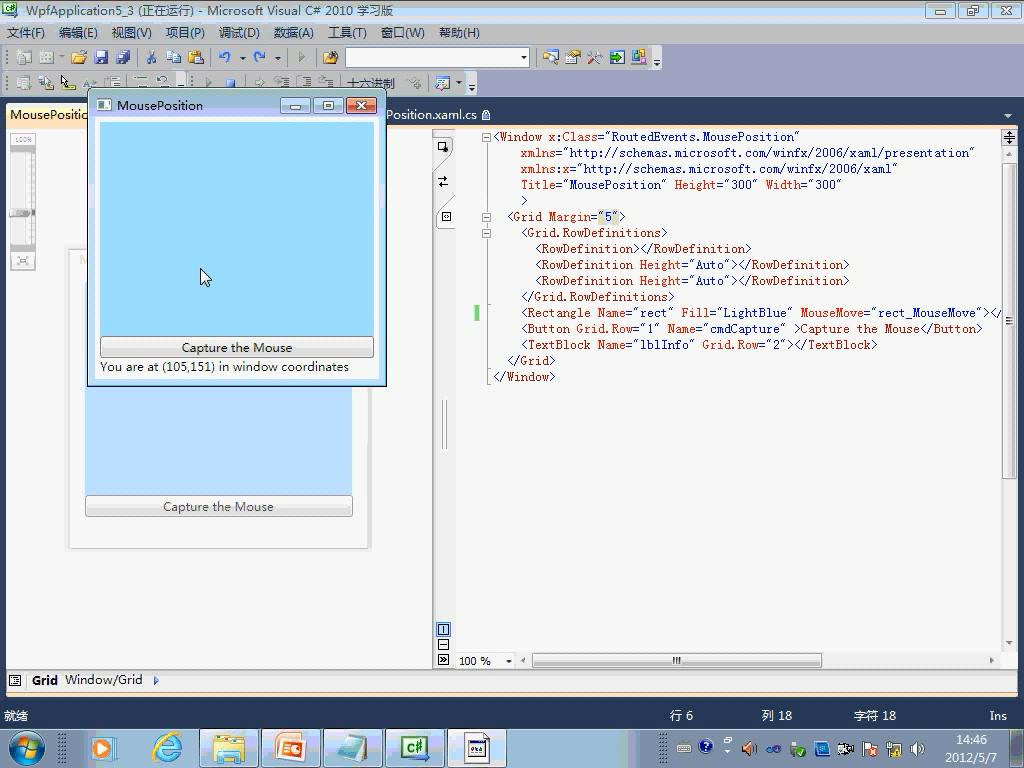 WpfApplication5_3 (正在运行) - Microsoft Visual C# 2010 学习版
文件(F) 编辑(E) 视图(V) 项目(P) 调试(D) 数据(A) 工具(T) 窗口(W) 帮助(H)
十六进制
MousePositio
Position.xaml.cs
MousePosition
Capture the Mouse
You are at (105,151) in window coordinates
100%
M
Capture the Mouse
<Window x:Class="RoutedEvents.MousePosition"
xmlns="http://schemas.microsoft.com/winfx/2006/xaml/presentation"
xmlns:x="http://schemas.microsoft.com/winfx/2006/xaml"
Title="MousePosition" Height="300" Width="300"
>
<Grid Margin="5">
<Grid.RowDefinitions>
<RowDefinition></RowDefinition>
<RowDefinition Height="Auto"></RowDefinition>
<RowDefinition Height="Auto"></RowDefinition>
</Grid.RowDefinitions>
<Rectangle Name="rect" Fill="LightBlue" MouseMove="rect_MouseMove"></
<Button Grid.Row="1" Name="cmdCapture" >Capture the Mouse</Button>
<TextBlock Name="lblInfo" Grid.Row="2"></TextBlock>
</Grid>
</Window>
100 %
Grid Window/Grid
就绪 行 6 列 18 字符 18 Ins
14:46
2012/5/7